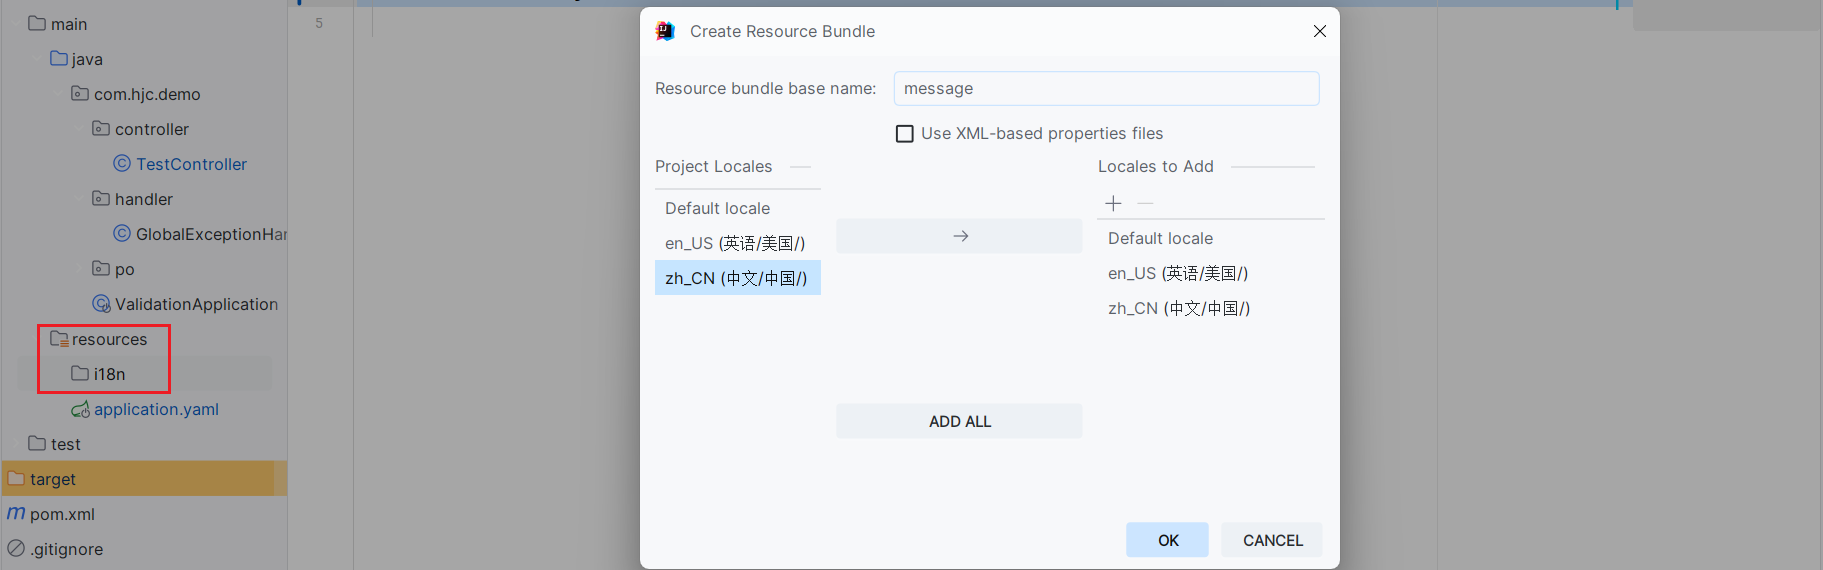 main
java
com.hjc.demo
controller
TestController
handler
GlobalExceptionHan
po
ValidationApplication
resources
i18n
application.yaml
test
target
pom.xml
.gitignore
5
Create Resource Bundle
Resource bundle base name:
message
Use XML-based properties files
Project Locales
Default locale
en_US (英语/美国/)
zh_CN (中文/中国/)
→
ADD ALL
Locales to Add
Default locale
en_US (英语/美国/)
zh_CN (中文/中国/)
OK
CANCEL